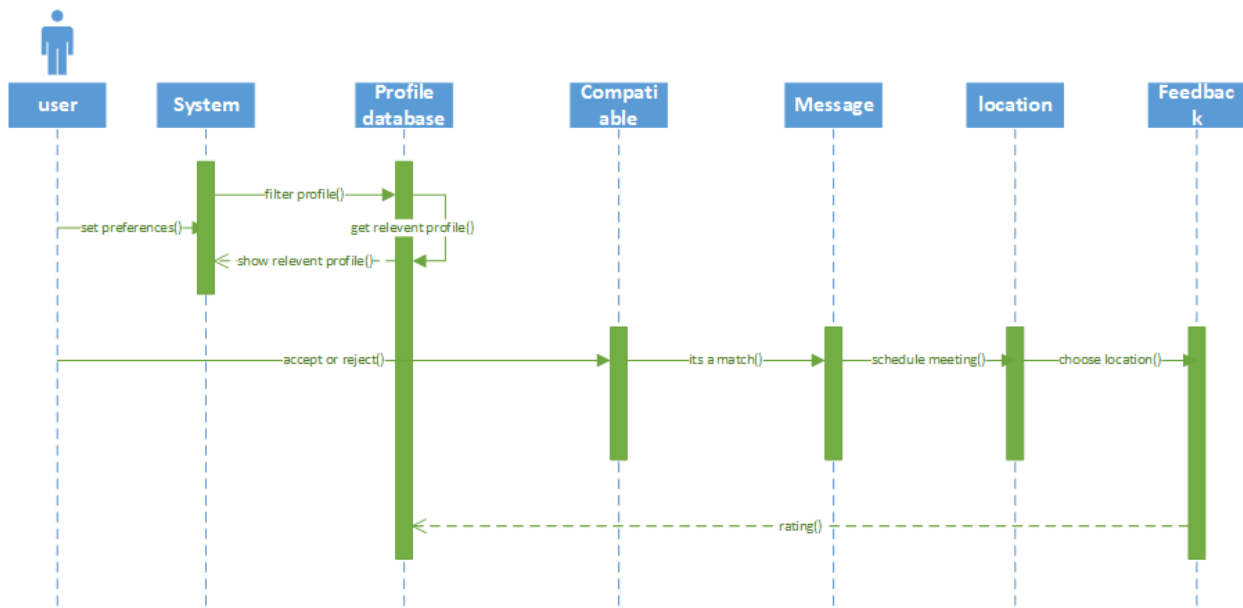 user
System
Profile
database
Compati
able
Message
location
Feedbac
k
filter profile()
set preferences()
get relevent profile()
show relevent profile()
accept or reject()
its a match()
schedule meeting()
choose location()
rating()